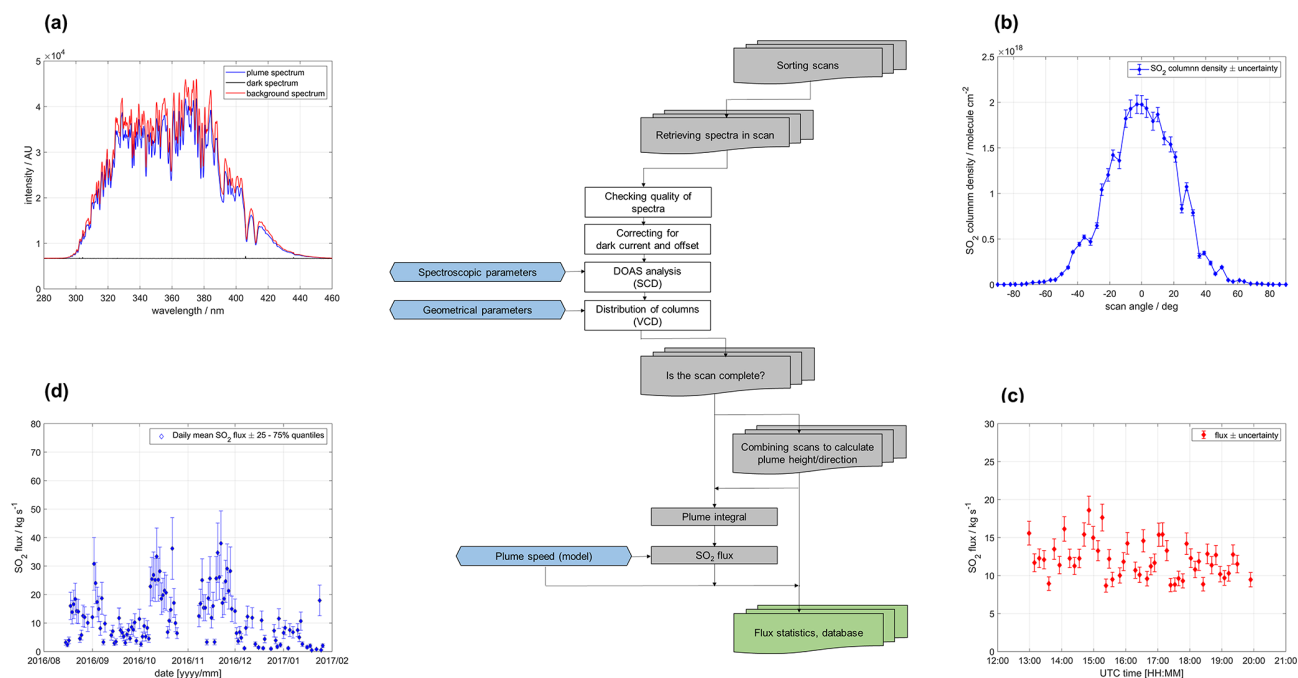 (a)
×10⁴
5
4
3
2
1
0
intensity / AU
plume spectrum
dark spectrum
background spectrum
280 300 320 340 360 380 400 420 440 460
wavelength / nm
Sorting scans
Retrieving spectra in scan
Checking quality of
spectra
Correcting for
dark current and offset
Spectroscopic parameters
DOAS analysis
(SCD)
Geometrical parameters
Distribution of columns
(VCD)
Is the scan complete?
Combining scans to calculate
plume height/direction
Plume integral
Plume speed (model)
SO₂ flux
Flux statistics, database
(b)
×10¹⁸
2.5
2
1.5
1
0.5
0
SO₂ columnn density / molecule cm⁻²
SO₂ columnn density ± uncertainty
-80 -60 -40 -20 0 20 40 60 80
scan angle / deg
(d)
80
70
60
50
40
30
20
10
0
SO₂ flux / kg s⁻¹
Daily mean SO₂ flux ± 25 - 75% quantiles
2016/08 2016/09 2016/10 2016/11 2016/12 2017/01 2017/02
date [yyyy/mm]
(c)
30
25
20
15
10
5
0
SO₂ flux / kg s⁻¹
flux ± uncertainty
12:00 13:00 14:00 15:00 16:00 17:00 18:00 19:00 20:00 21:00
UTC time [HH:MM]